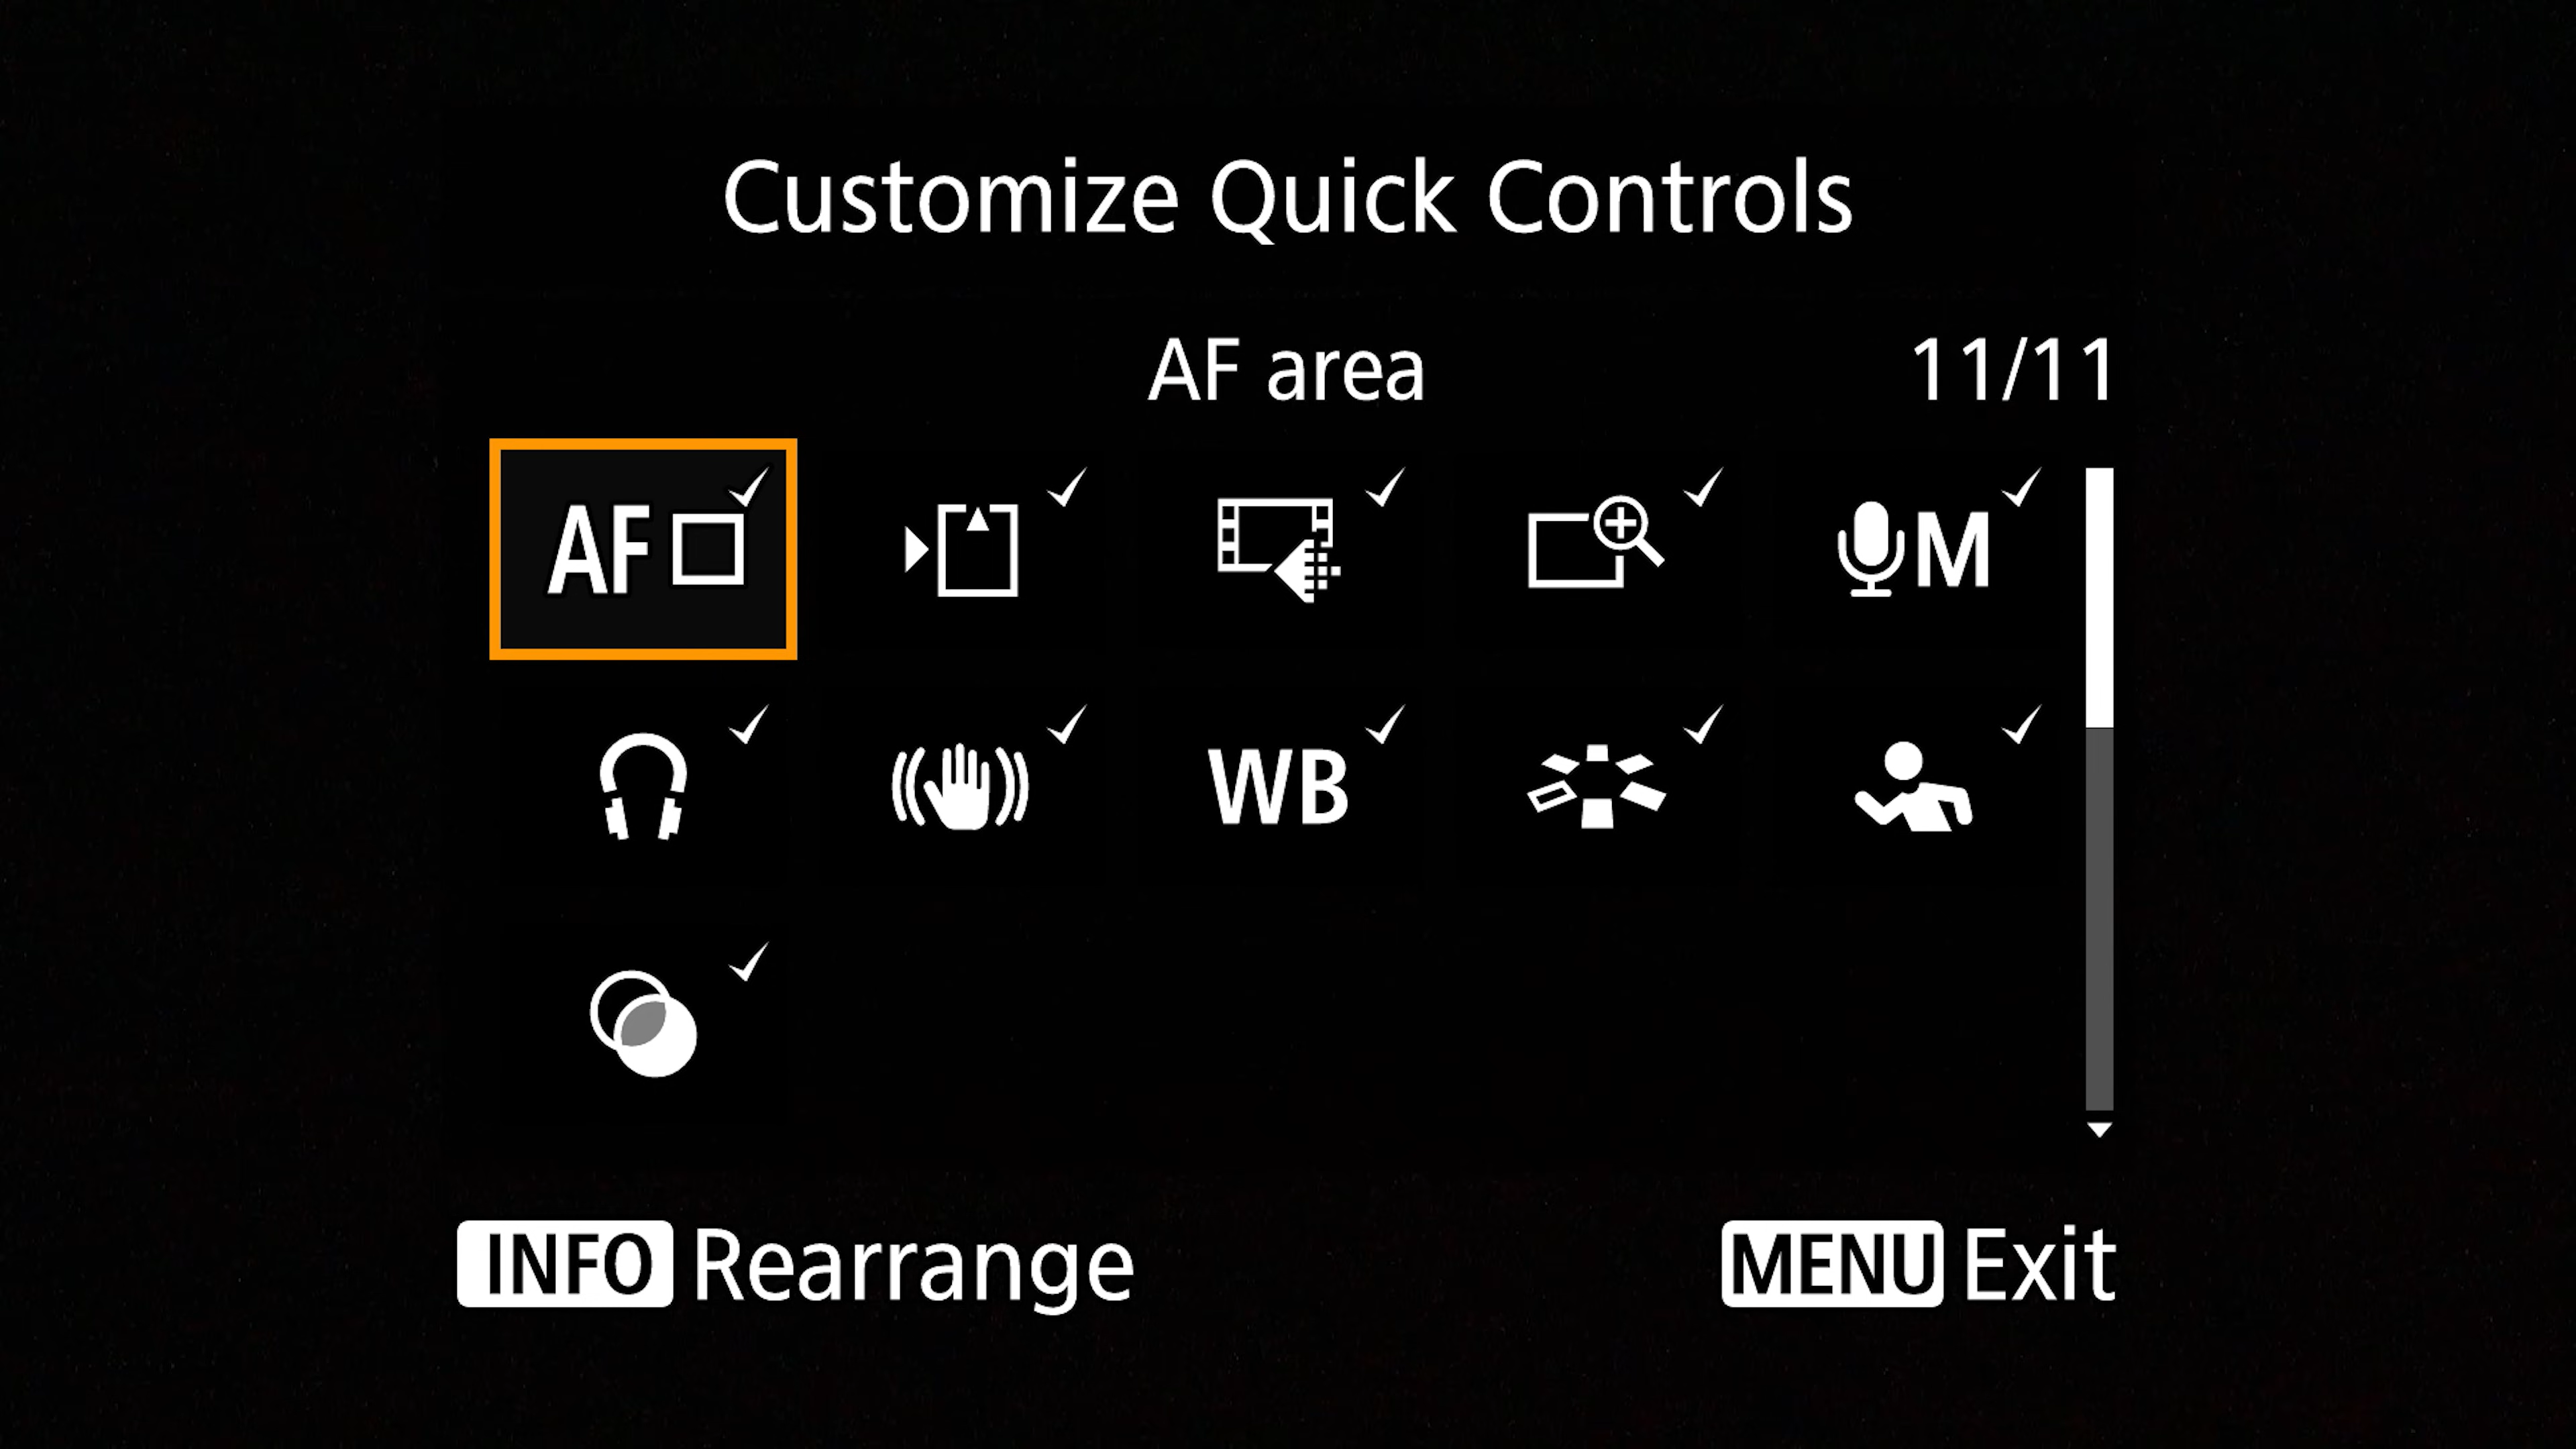 Customize Quick Controls
AF area 11/11
AF M
WB
INFO Rearrange MENU Exit